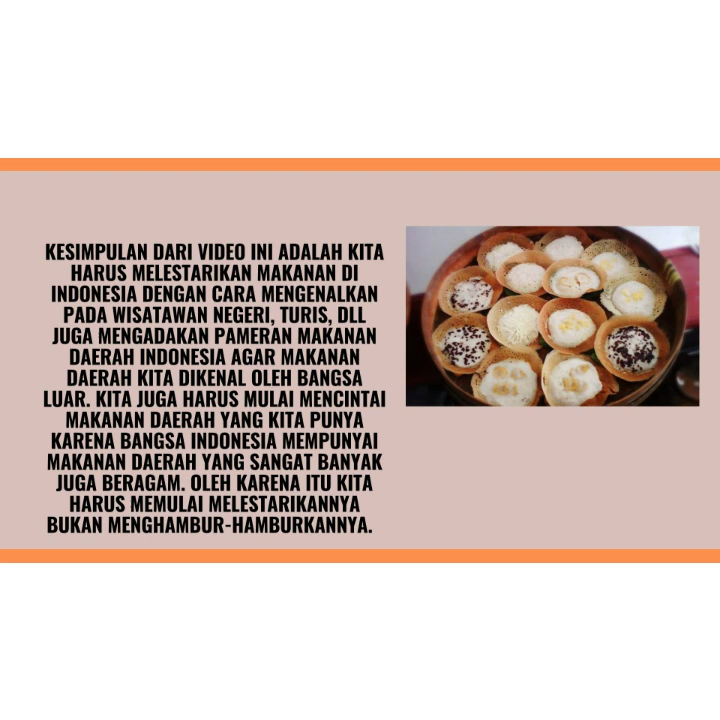 KESIMPULAN DARI VIDEO INI ADALAH KITA
HARUS MELESTARIKAN MAKANAN DI
INDONESIA DENGAN CARA MENGENALKAN
PADA WISATAWAN NEGERI, TURIS, DLL
JUGA MENGADAKAN PAMERAN MAKANAN
DAERAH INDONESIA AGAR MAKANAN
DAERAH KITA DIKENAL OLEH BANGSA
LUAR. KITA JUGA HARUS MULAI MENCINTAI
MAKANAN DAERAH YANG KITA PUNYA
KARENA BANGSA INDONESIA MEMPUNYAI
MAKANAN DAERAH YANG SANGAT BANYAK
JUGA BERAGAM. OLEH KARENA ITU KITA
HARUS MEMULAI MELESTARIKANNYA
BUKAN MENGHAMBUR-HAMBURKANNYA.